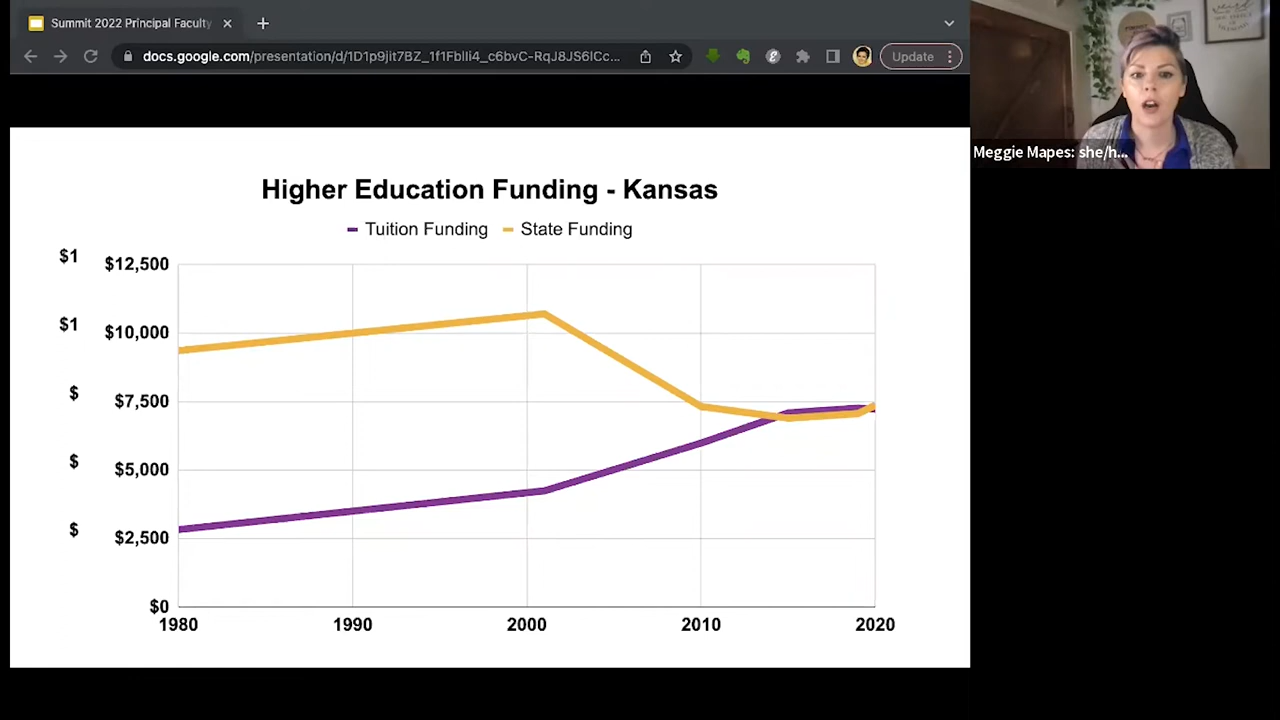 Summit 2022 Principal Faculty
docs.google.com/presentation/d/1D1p9jit7BZ_1f1Fblli4_c6bvC-RqJ8JS6lCc...
Update
Meggie Mapes: she/h...
Higher Education Funding - Kansas
Tuition Funding State Funding
$1 $12,500
$1 $10,000
$ $7,500
$ $5,000
$ $2,500
$0
1980 1990 2000 2010 2020